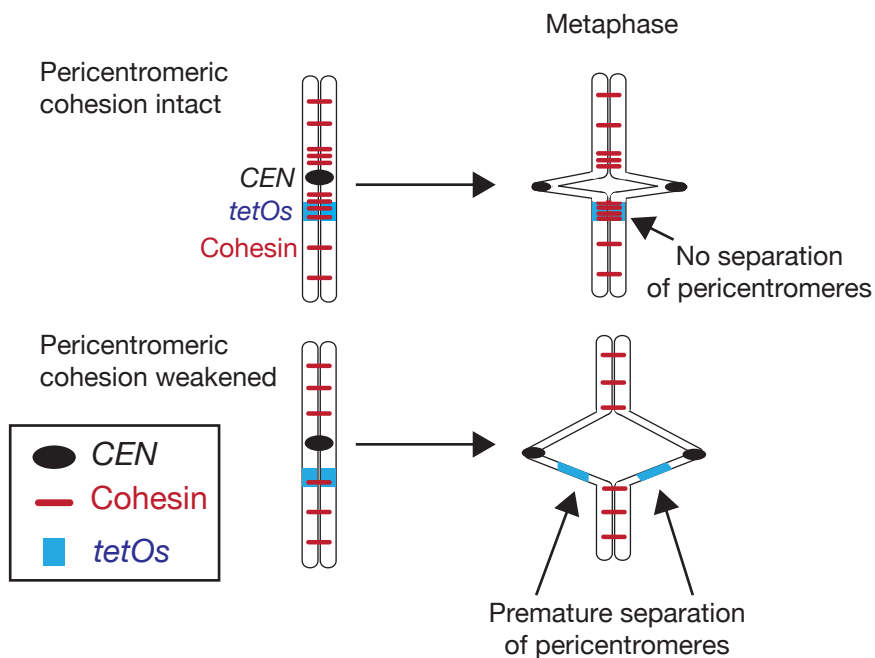 Metaphase
Pericentromeric
cohesion intact
CEN
tetOs
Cohesin
No separation
of pericentromeres
Pericentromeric
cohesion weakened
CEN
Cohesin
tetOs
Premature separation
of pericentromeres